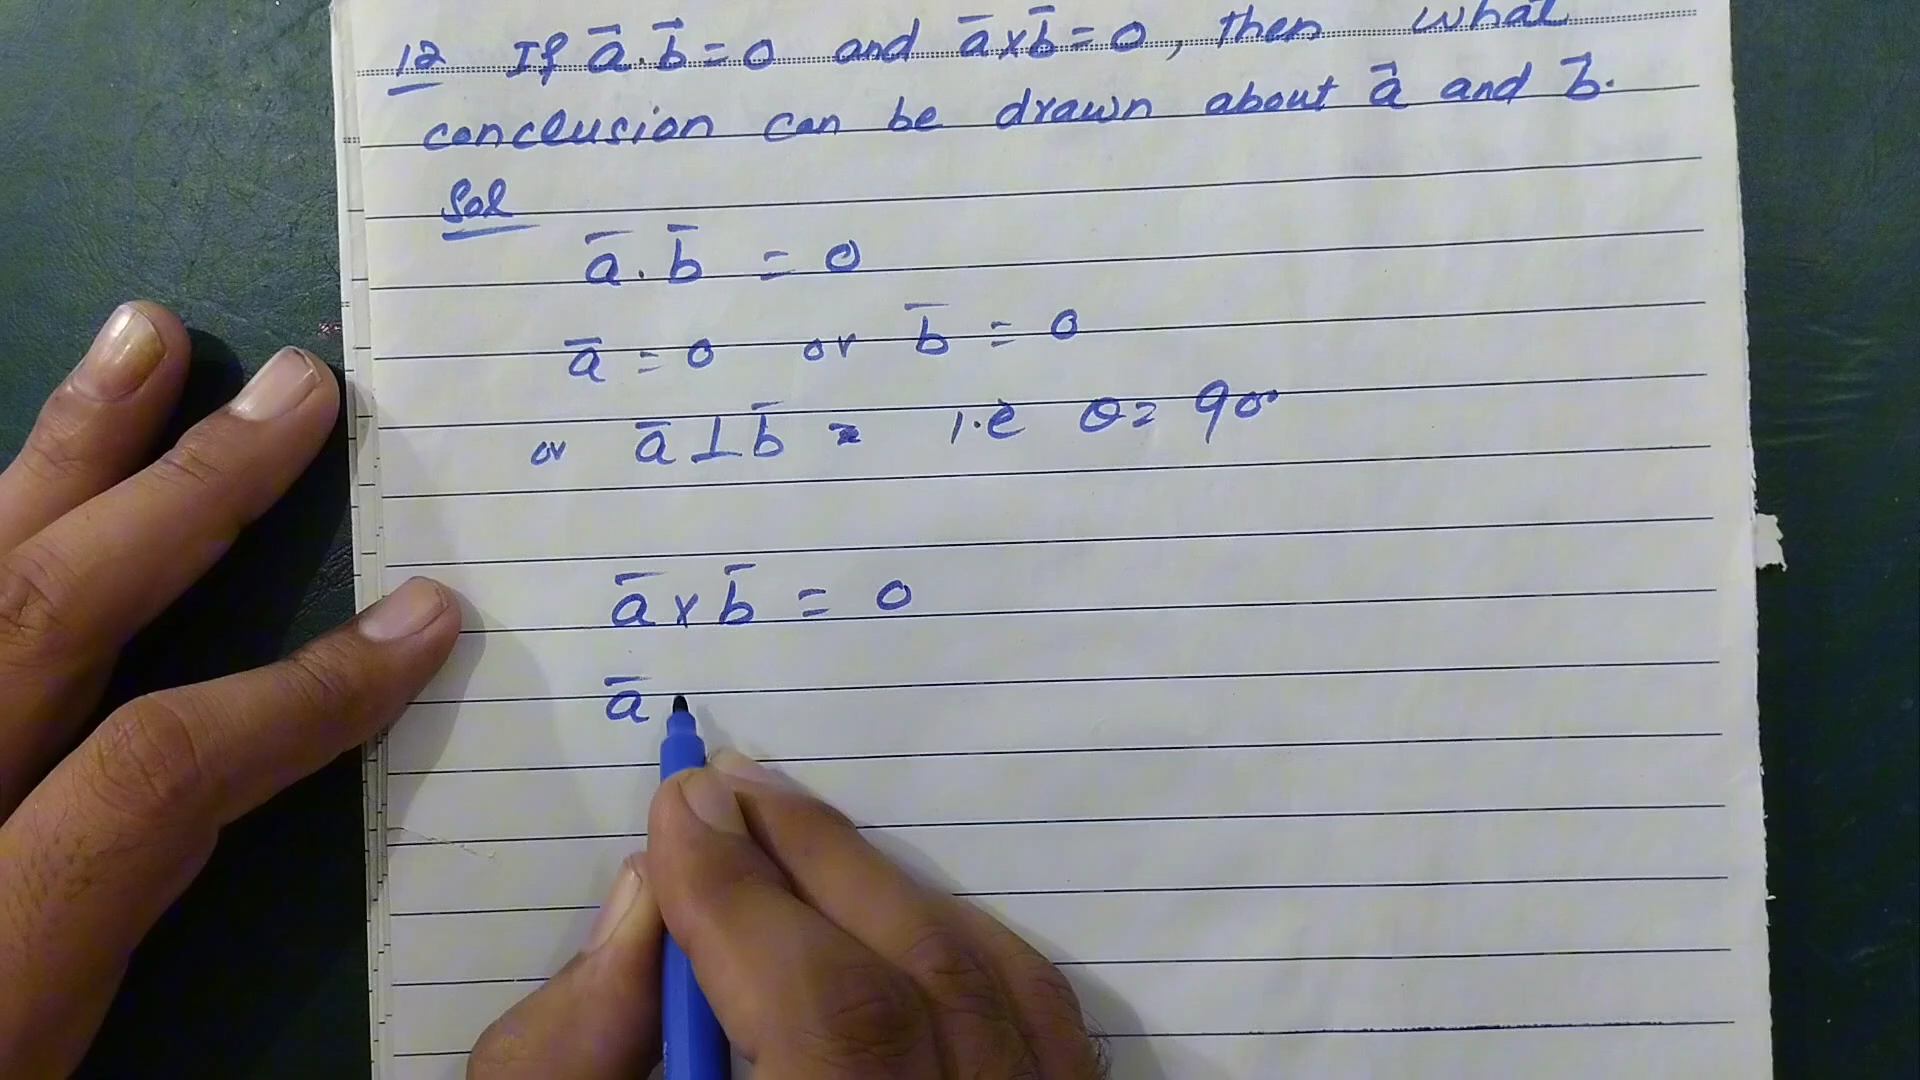 12 If a⃗.b⃗ = 0 and a̅×b̅ = 0, then what
conclusion can be drawn about a⃗ and b⃗.
Sol
a̅.b̅ = 0
a̅ = 0 or b̅ = 0
or a̅⊥b̅ = i.e θ= 90°
a̅×b̅ = 0
a̅